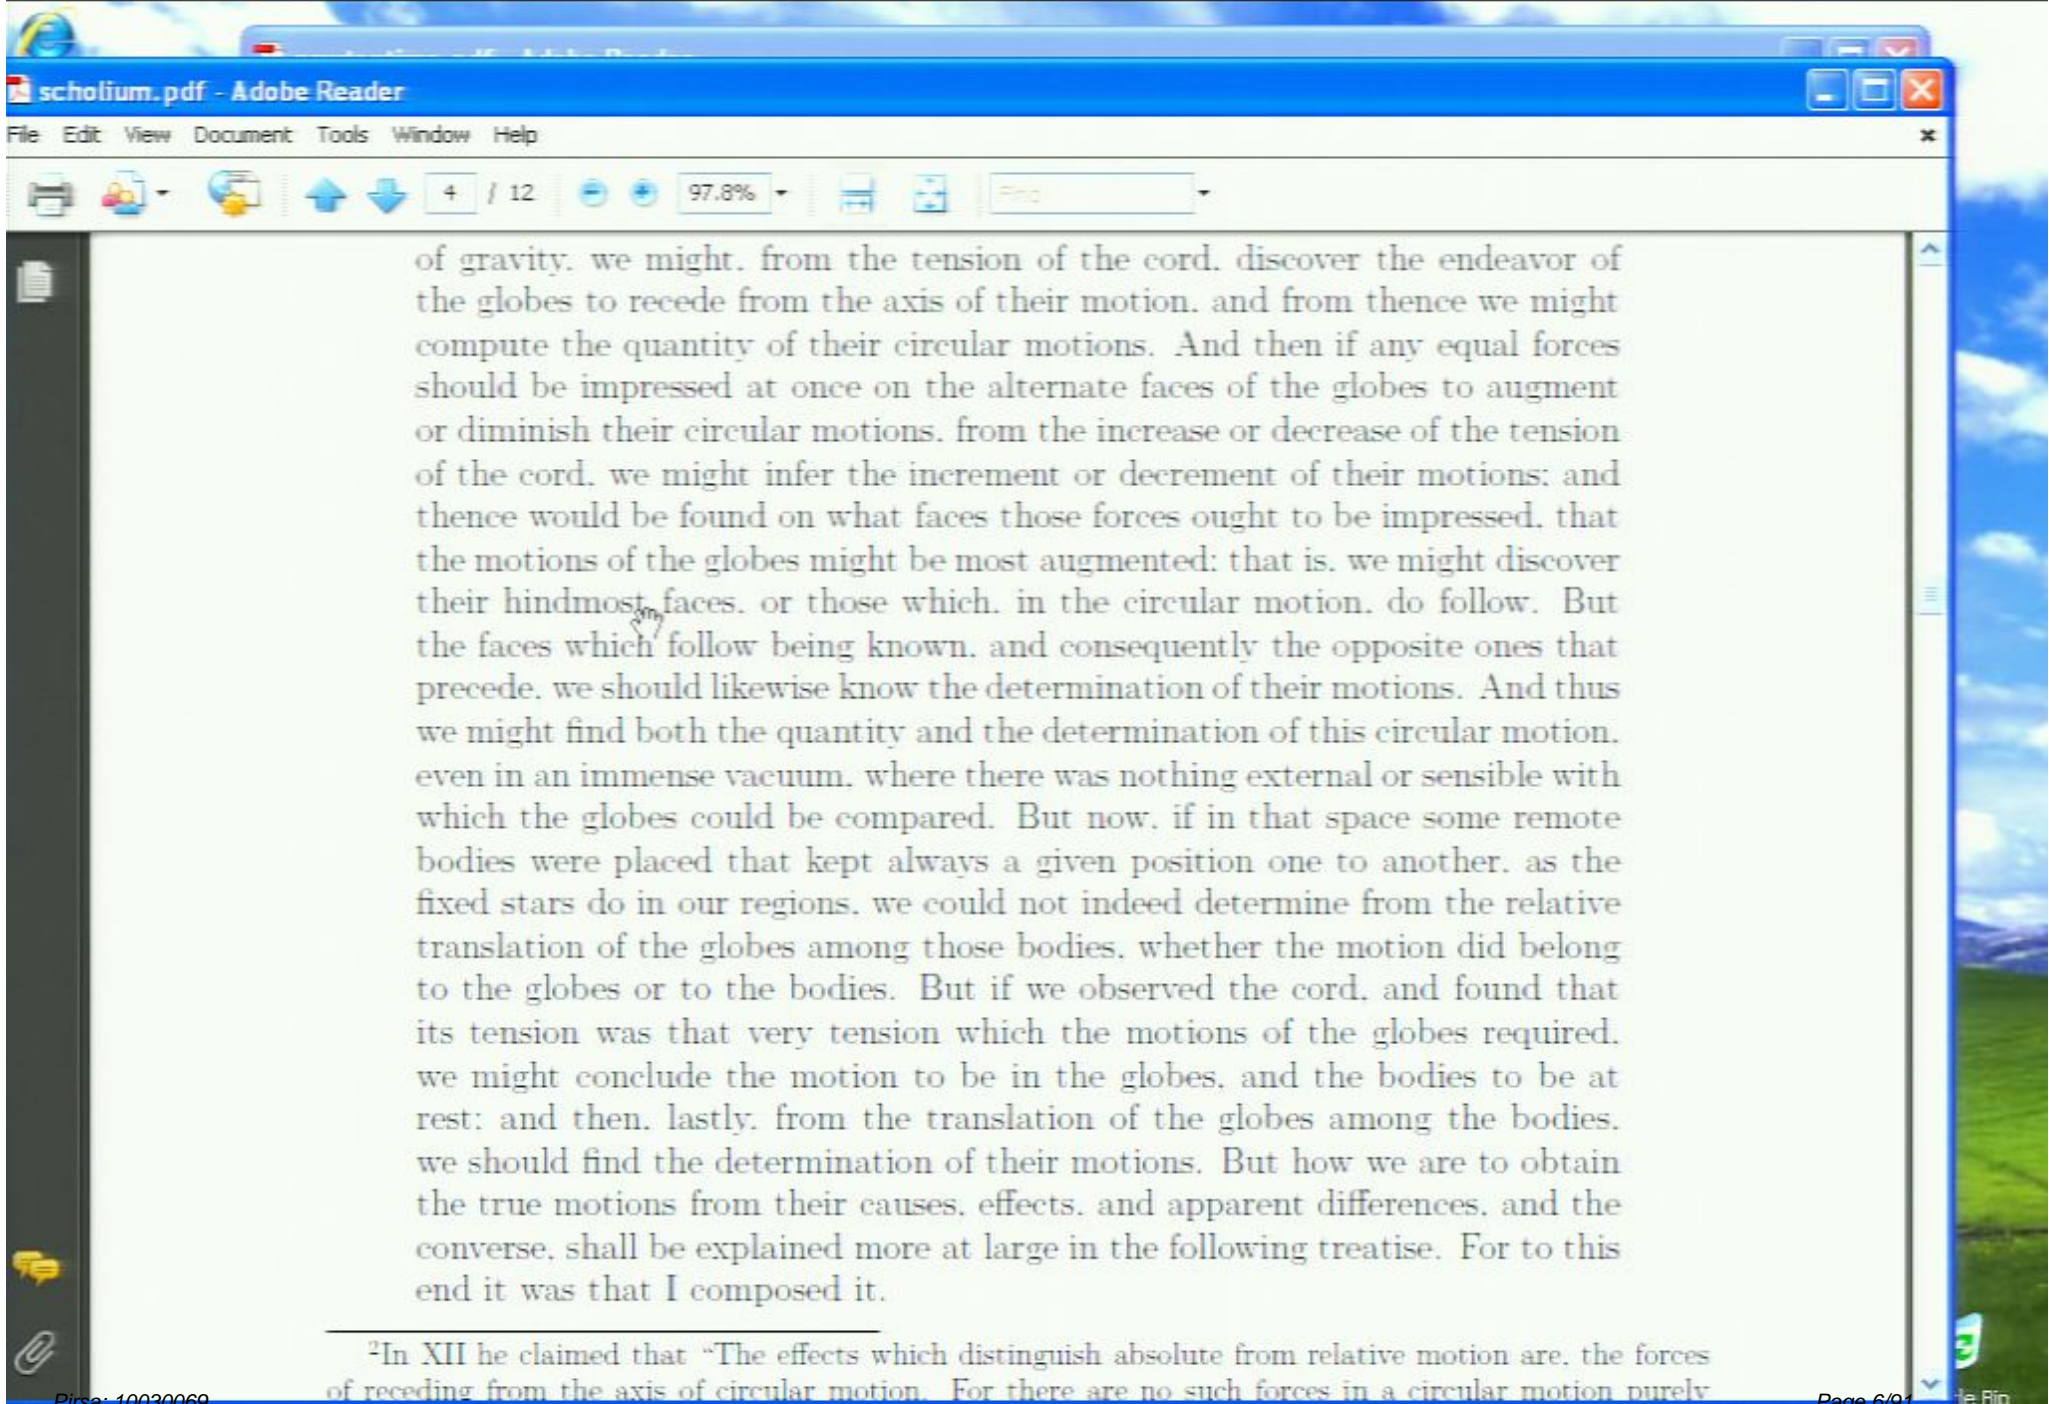 scholium.pdf - Adobe Reader
File Edit View Document Tools Window Help
4 / 12 97.8% Find
of gravity. we might. from the tension of the cord. discover the endeavor of
the globes to recede from the axis of their motion. and from thence we might
compute the quantity of their circular motions. And then if any equal forces
should be impressed at once on the alternate faces of the globes to augment
or diminish their circular motions. from the increase or decrease of the tension
of the cord. we might infer the increment or decrement of their motions: and
thence would be found on what faces those forces ought to be impressed. that
the motions of the globes might be most augmented: that is. we might discover
their hindmost faces. or those which. in the circular motion. do follow. But
the faces which follow being known. and consequently the opposite ones that
precede. we should likewise know the determination of their motions. And thus
we might find both the quantity and the determination of this circular motion.
even in an immense vacuum. where there was nothing external or sensible with
which the globes could be compared. But now. if in that space some remote
bodies were placed that kept always a given position one to another. as the
fixed stars do in our regions. we could not indeed determine from the relative
translation of the globes among those bodies. whether the motion did belong
to the globes or to the bodies. But if we observed the cord. and found that
its tension was that very tension which the motions of the globes required.
we might conclude the motion to be in the globes. and the bodies to be at
rest: and then. lastly. from the translation of the globes among the bodies.
we should find the determination of their motions. But how we are to obtain
the true motions from their causes. effects. and apparent differences. and the
converse. shall be explained more at large in the following treatise. For to this
end it was that I composed it.
2In XII he claimed that “The effects which distinguish absolute from relative motion are. the forces
of receding from the axis of circular motion. For there are no such forces in a circular motion purely
Pirsa: 10030069
Page 6/91